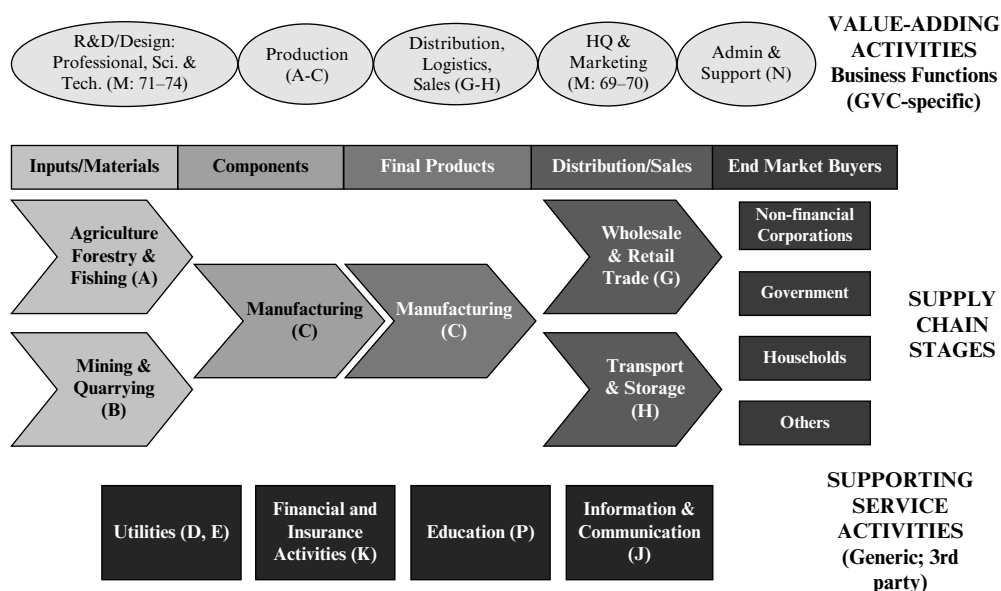 R&D/Design:
Professional, Sci. &
Tech. (M: 71–74)
Production
(A-C)
Distribution,
Logistics,
Sales (G-H)
HQ &
Marketing
(M: 69–70)
Admin &
Support (N)
VALUE-ADDING
ACTIVITIES
Business Functions
(GVC-specific)
Inputs/Materials
Components
Final Products
Distribution/Sales
End Market Buyers
Agriculture
Forestry &
Fishing (A)
Mining &
Quarrying
(B)
Manufacturing
(C)
Manufacturing
(C)
Wholesale
& Retail
Trade (G)
Transport
& Storage
(H)
Non-financial
Corporations
Government
Households
Others
SUPPLY
CHAIN
STAGES
Utilities (D, E)
Financial and
Insurance
Activities (K)
Education (P)
Information &
Communication
(J)
SUPPORTING
SERVICE
ACTIVITIES
(Generic; 3rd
party)